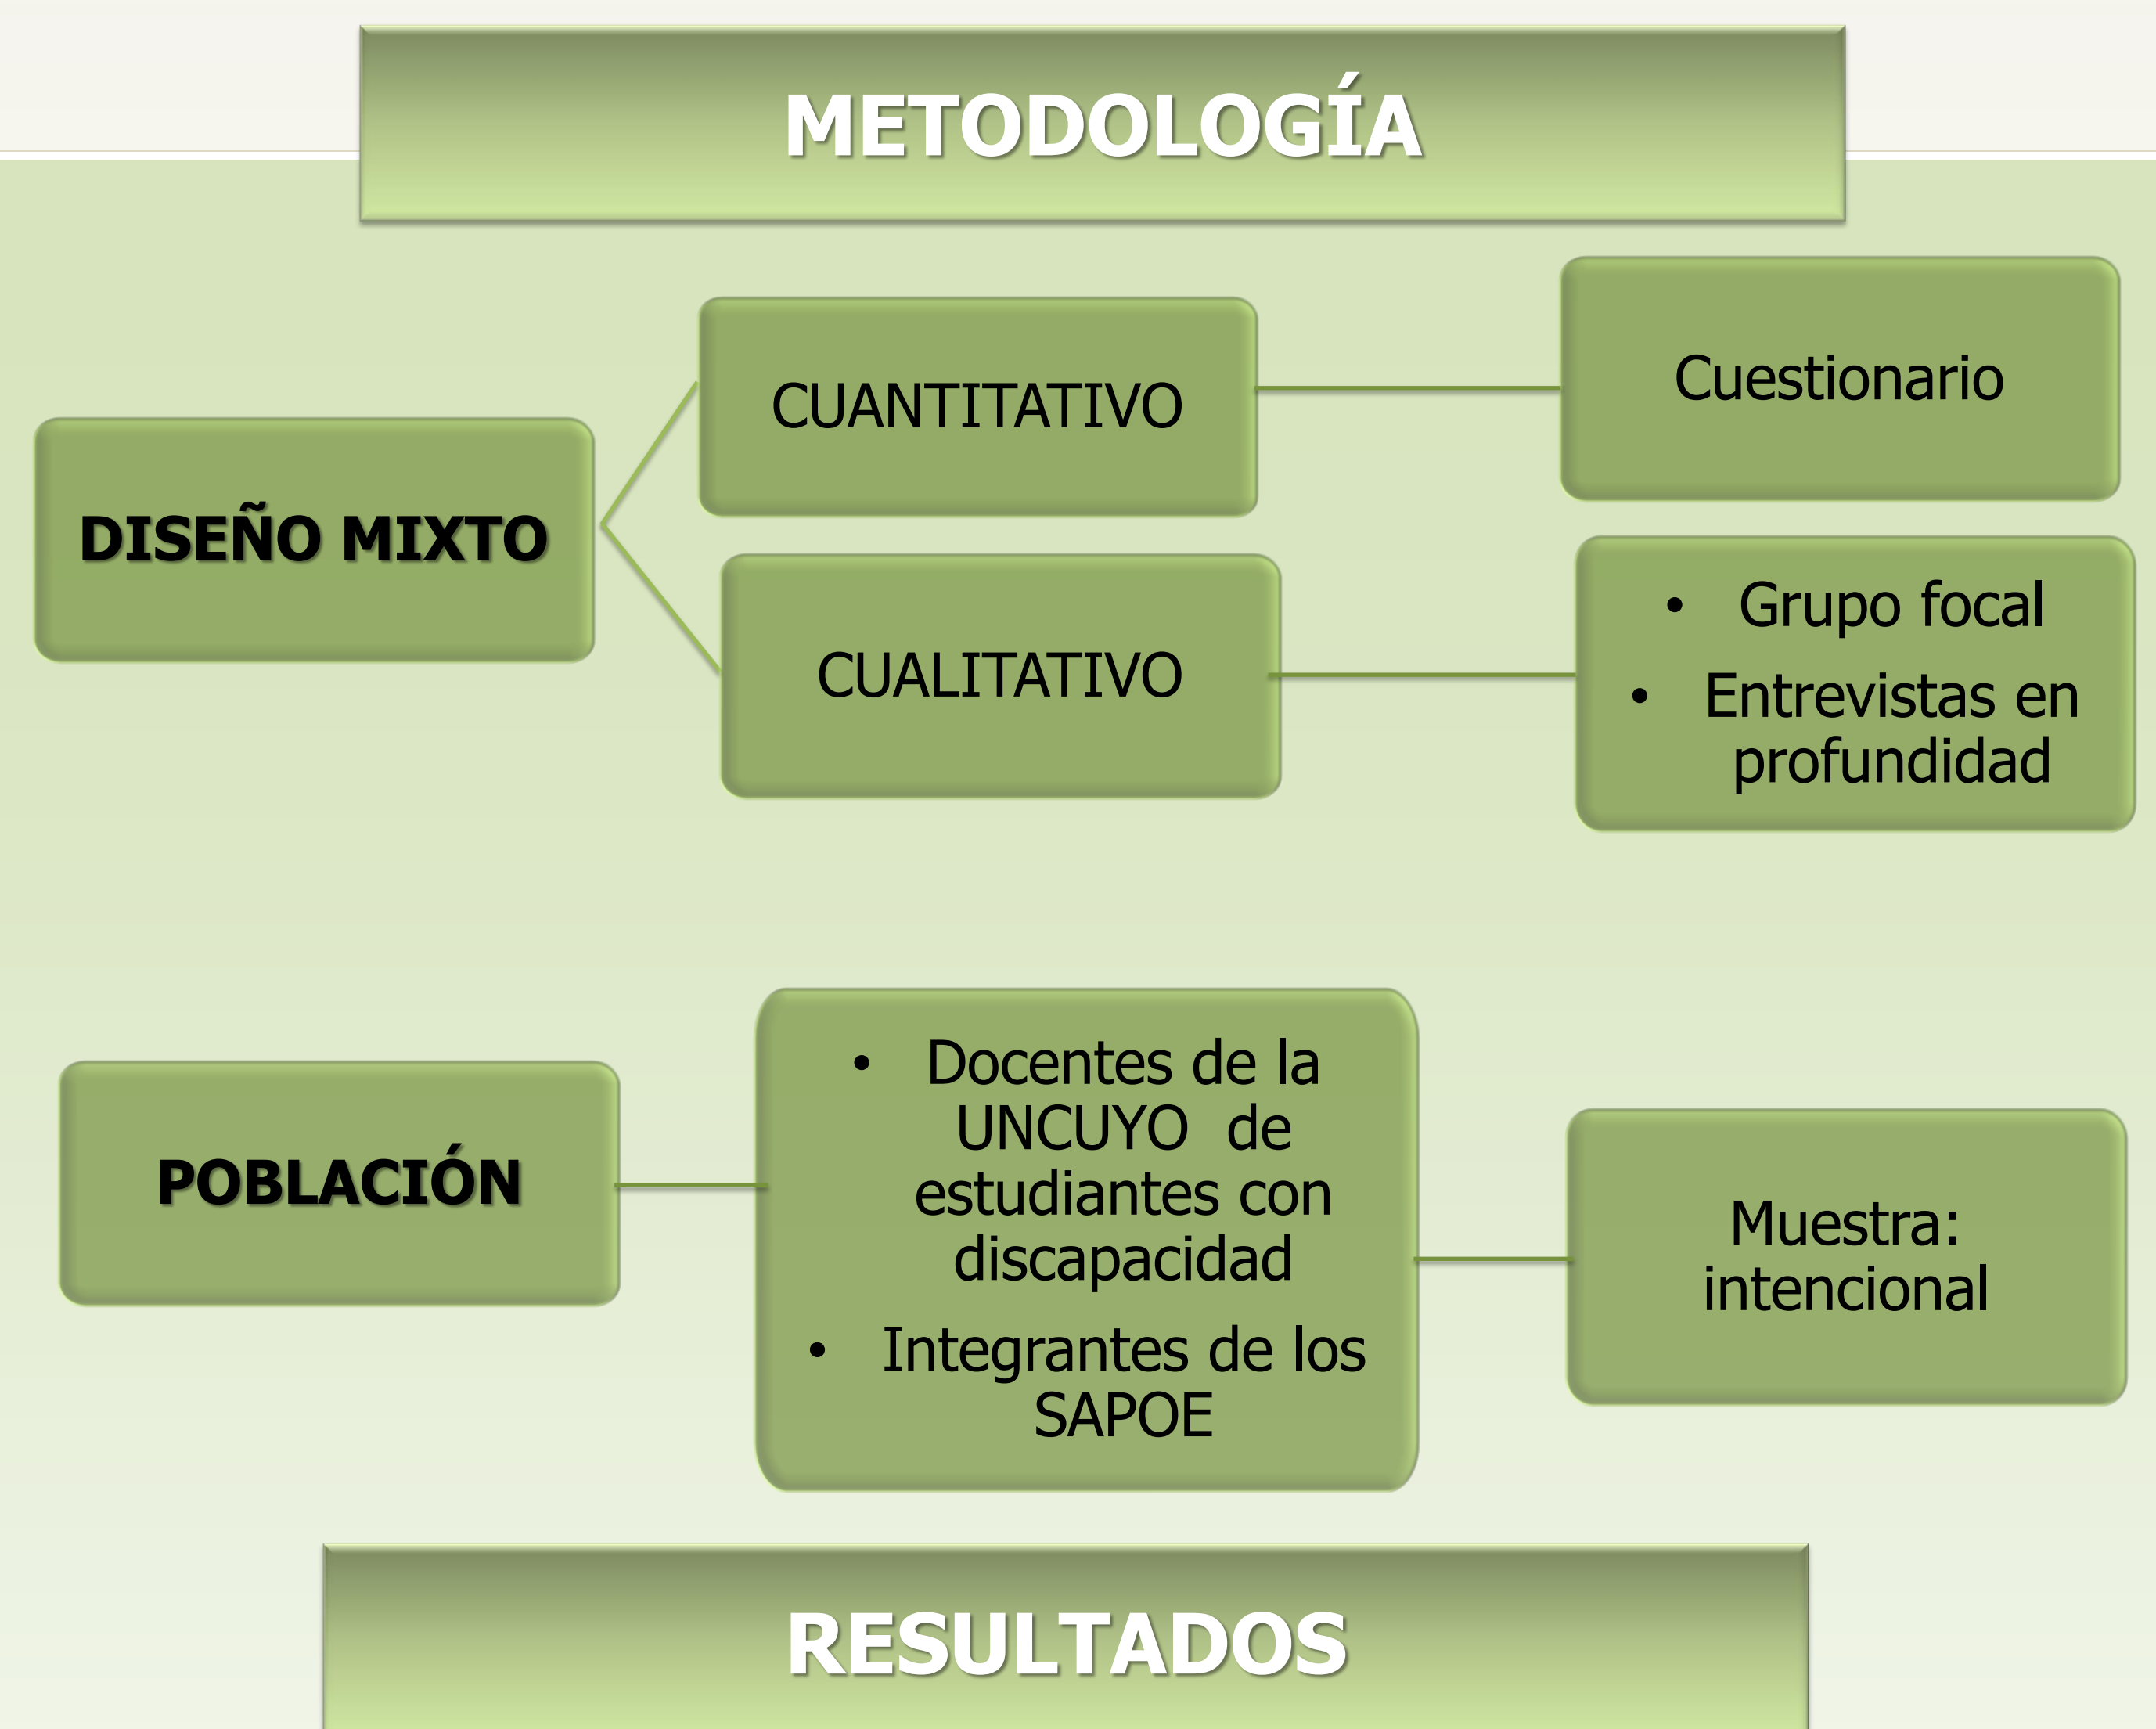 METODOLOGÍA
CUANTITATIVO
Cuestionario
DISEÑO MIXTO
CUALITATIVO
• Grupo focal
• Entrevistas en
profundidad
POBLACIÓN
• Docentes de la
UNCUYO de
estudiantes con
discapacidad
• Integrantes de los
SAPOE
Muestra:
intencional
RESULTADOS